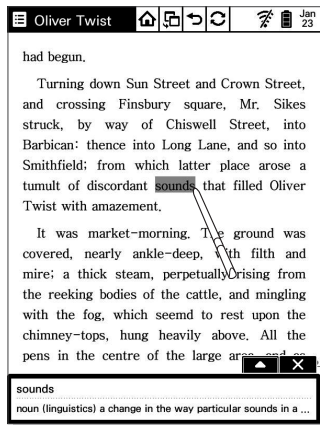 Oliver Twist
Jan
23
had begun.
Turning down Sun Street and Crown Street,
and crossing Finsbury square, Mr. Sikes
struck, by way of Chiswell Street, into
Barbican: thence into Long Lane, and so into
Smithfield; from which latter place arose a
tumult of discordant sounds that filled Oliver
Twist with amazement.
It was market-morning. The ground was
covered, nearly ankle-deep, with filth and
mire; a thick steam, perpetually rising from
the reeking bodies of the cattle, and mingling
with the fog, which seemd to rest upon the
chimney-tops, hung heavily above. All the
pens in the centre of the large area, and as
sounds
noun (linguistics) a change in the way particular sounds in a ...